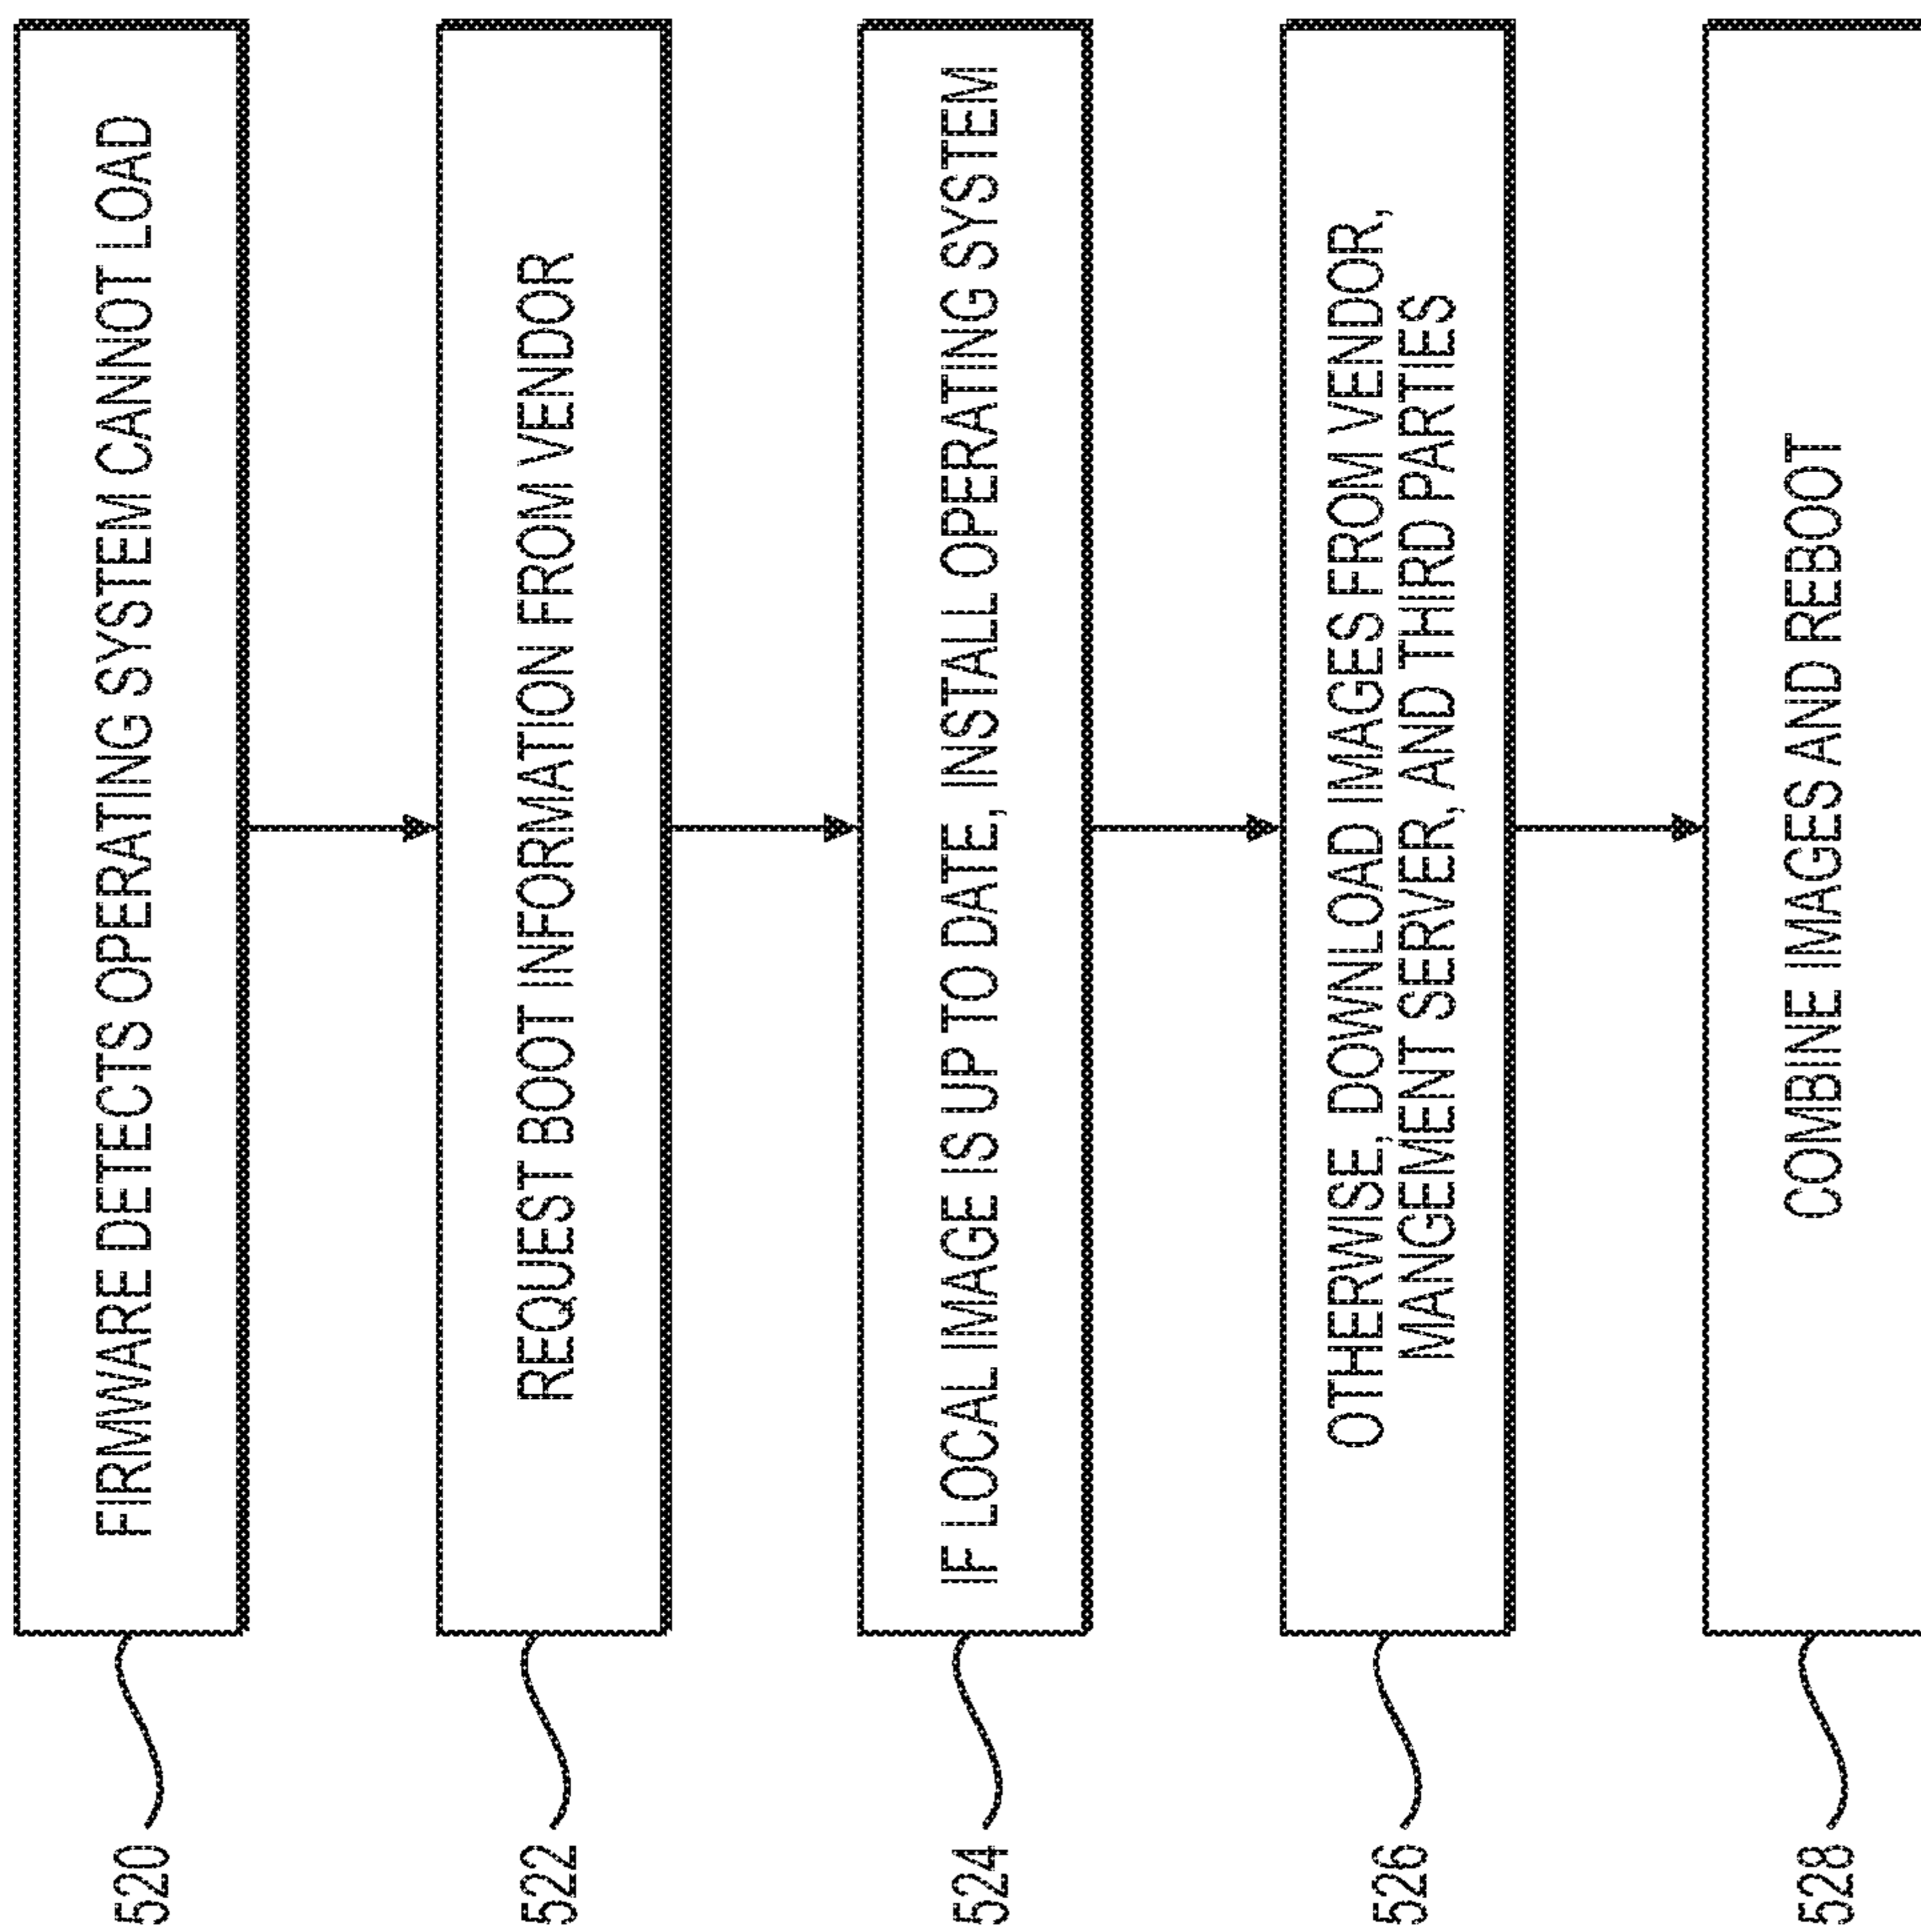 520
FIRMWARE DETECTS OPERATING SYSTEM CANNOT LOAD
522
REQUEST BOOT INFORMATION FROM VENDOR
524
IF LOCAL IMAGE IS UP TO DATE, INSTALL OPERATING SYSTEM
526
OTHERWISE, DOWNLOAD IMAGES FROM VENDOR,
MANGEMENT SERVER, AND THIRD PARTIES
528
COMBINE IMAGES AND REBOOT